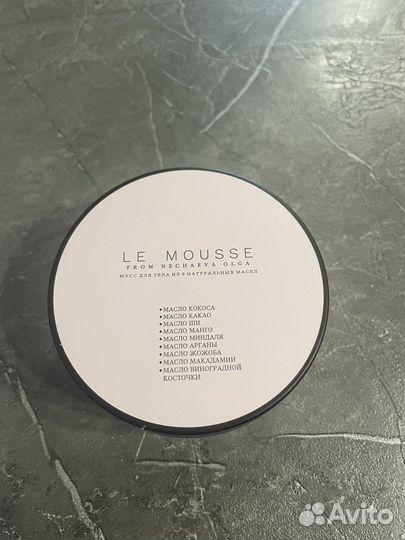 LE MOUSSE
FROM NECHAEVA OLGA
МУСС ДЛЯ ТЕЛА ИЗ 9 НАТУРАЛЬНЫХ МАСЕЛ
•МАСЛО КОКОСА
•МАСЛО КАКАО
•МАСЛО ШИ
•МАСЛО МАНГО
•МАСЛО МИНДАЛЯ
•МАСЛО АРГАНЫ
•МАСЛО ЖОЖОБА
•МАСЛО МАКАДАМИИ
•МАСЛО ВИНОГРАДНОЙ
КОСТОЧКИ
Avito